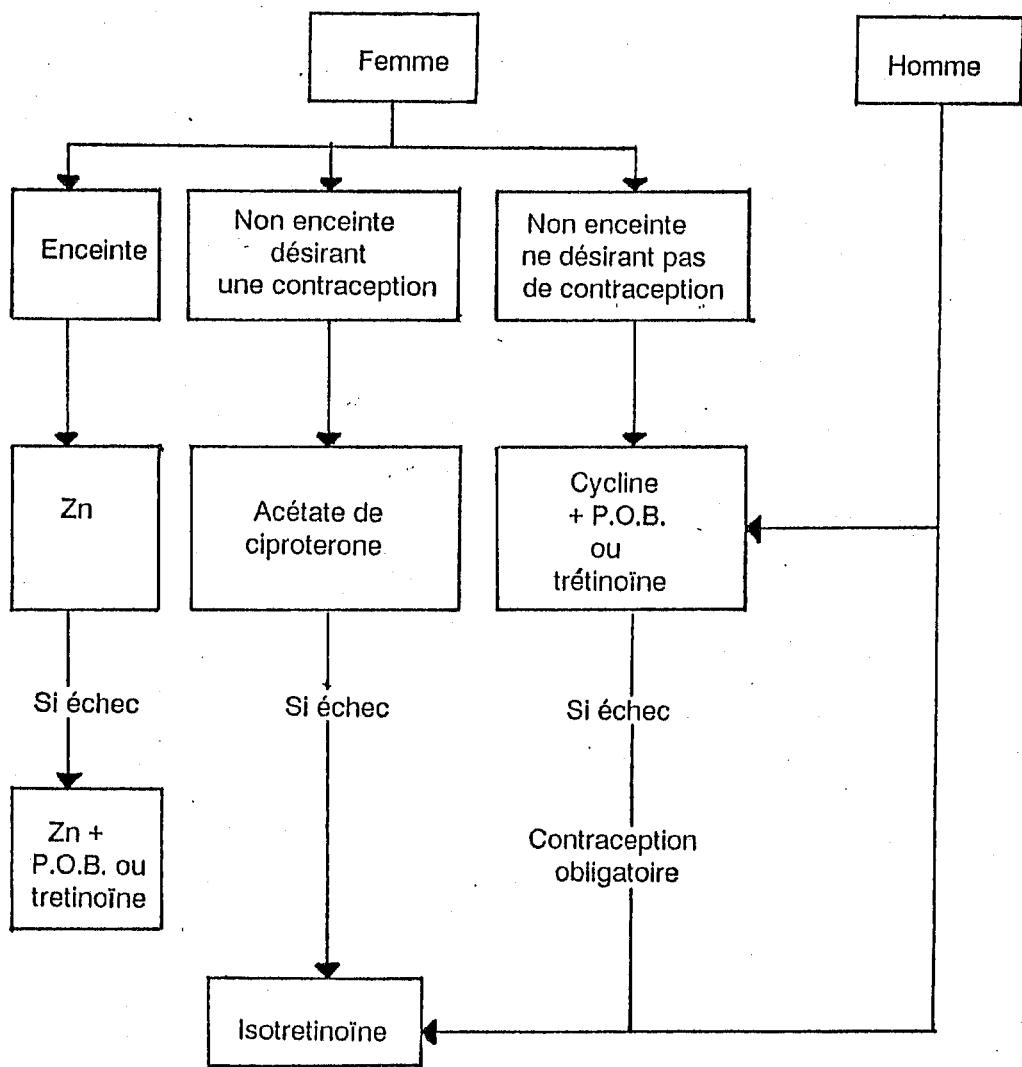 Femme
Homme
Enceinte
Non enceinte
désirant
une contraception
Non enceinte
ne désirant pas
de contraception
Zn
Acétate de
ciproterone
Cycline
+ P.O.B.
ou
trétinoïne
Si échec
Si échec
Si échec
Zn +
P.O.B. ou
tretinoïne
Contraception
obligatoire
Isotretinoïne